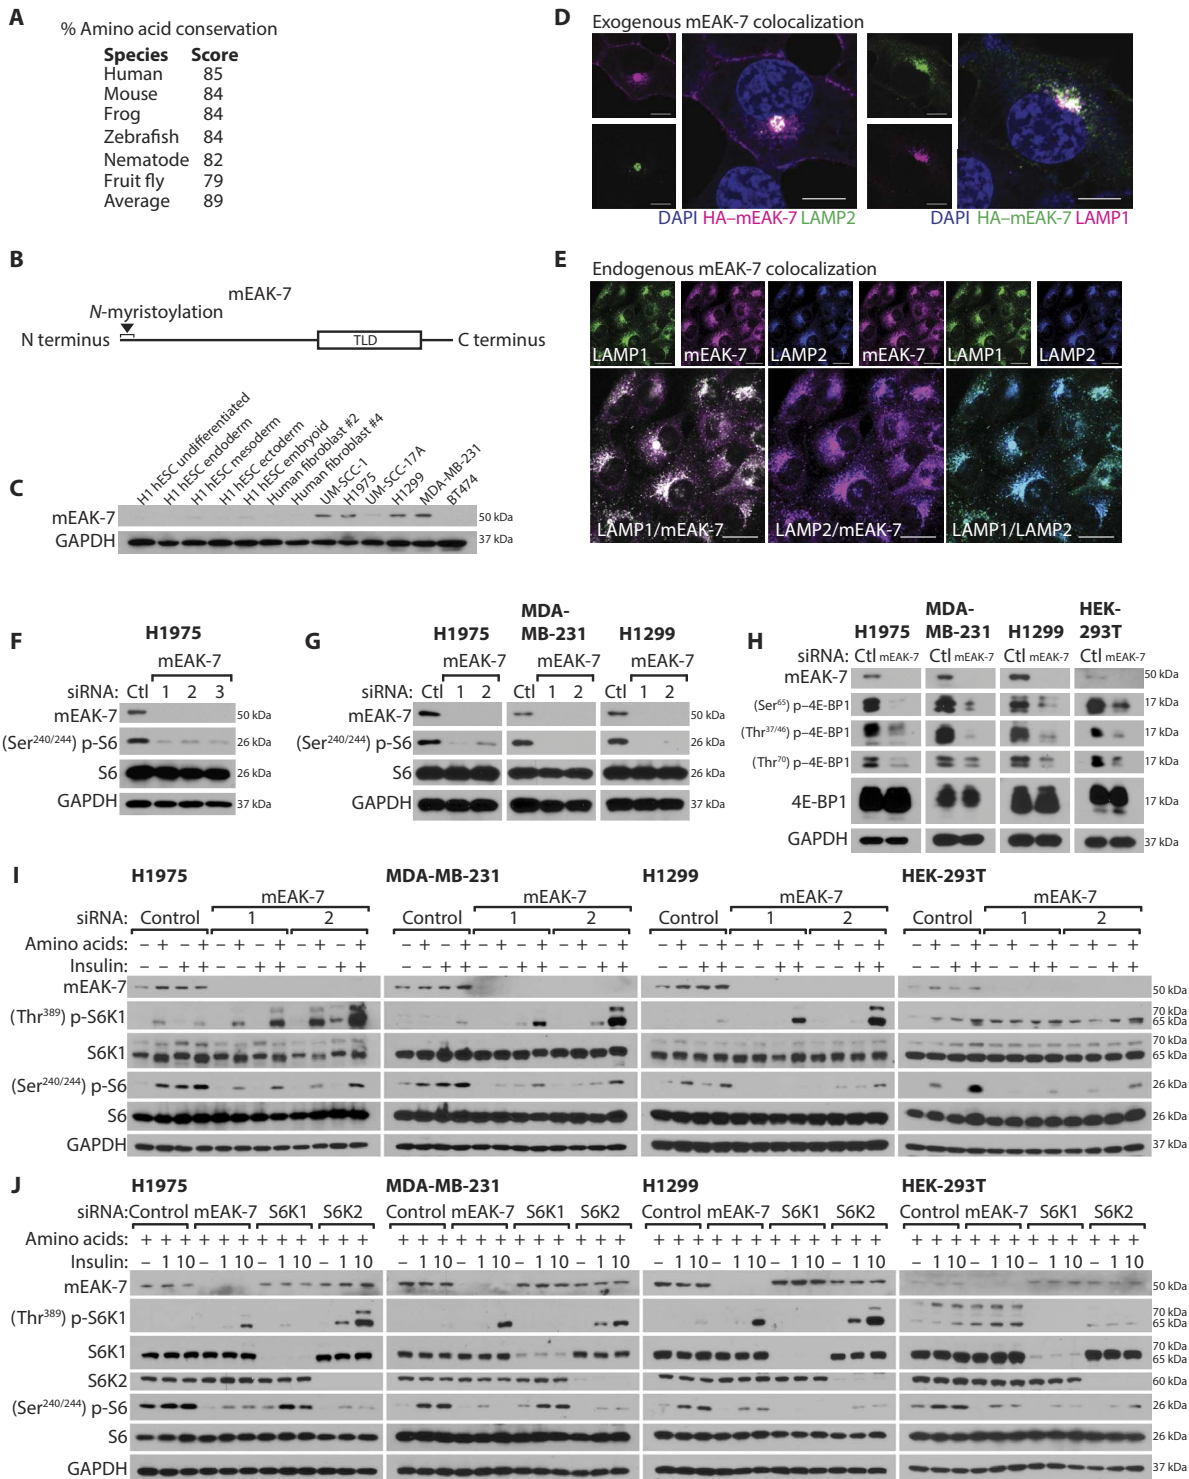 A
% Amino acid conservation
Species Score
Human 85
Mouse 84
Frog 84
Zebrafish 84
Nematode 82
Fruit fly 79
Average 89
B
mEAK-7
N-myristoylation
N terminus TLD C terminus
C
H1 hESC undifferentiated
H1 hESC endoderm
H1 hESC mesoderm
H1 hESC ectoderm
H1 hESC embryoid
Human fibroblast #2
Human fibroblast #4
UM-SCC-1
H1975
UM-SCC-17A
H1299
MDA-MB-231
BT474
mEAK-7 50 kDa
GAPDH 37 kDa
D Exogenous mEAK-7 colocalization
DAPI HA–mEAK-7 LAMP2
DAPI HA–mEAK-7 LAMP1
E Endogenous mEAK-7 colocalization
LAMP1 mEAK-7 LAMP2 mEAK-7 LAMP1 LAMP2
LAMP1/mEAK-7 LAMP2/mEAK-7 LAMP1/LAMP2
F
H1975
mEAK-7
siRNA: Ctl 1 2 3
mEAK-7 50 kDa
(Ser240/244) p-S6 26 kDa
S6 26 kDa
GAPDH 37 kDa
G
H1975 MDA-MB-231 H1299
mEAK-7 mEAK-7 mEAK-7
siRNA: Ctl 1 2 Ctl 1 2 Ctl 1 2
mEAK-7 50 kDa
(Ser240/244) p-S6 26 kDa
S6 26 kDa
GAPDH 37 kDa
H
H1975 MDA-MB-231 H1299 HEK-293T
siRNA: Ctl mEAK-7 Ctl mEAK-7 Ctl mEAK-7 Ctl mEAK-7
mEAK-7 50 kDa
(Ser65) p–4E-BP1 17 kDa
(Thr37/46) p–4E-BP1 17 kDa
(Thr70) p–4E-BP1 17 kDa
4E-BP1 17 kDa
GAPDH 37 kDa
I
H1975 MDA-MB-231 H1299 HEK-293T
mEAK-7 mEAK-7 mEAK-7 mEAK-7
siRNA: Control 1 2 Control 1 2 Control 1 2 Control 1 2
Amino acids: – + – + – + – + – + – + – + – + – + – + – + – + – + – + – + – + – + – + – + – + – + – + – + – +
Insulin: – – + + – – + + – – + + – – + + – – + + – – + + – – + + – – + + – – + + – – + + – – + + – – + +
mEAK-7 50 kDa
(Thr389) p-S6K1 70 kDa 65 kDa
S6K1 70 kDa 65 kDa
(Ser240/244) p-S6 26 kDa
S6 26 kDa
GAPDH 37 kDa
J
H1975 MDA-MB-231 H1299 HEK-293T
siRNA: Control mEAK-7 S6K1 S6K2 Control mEAK-7 S6K1 S6K2 Control mEAK-7 S6K1 S6K2 Control mEAK-7 S6K1 S6K2
Amino acids: + + + + + + + + + + + + + + + + + + + + + + + + + + + + + + + + + + + + + + + + + + + + + + + +
Insulin: – 1 10 – 1 10 – 1 10 – 1 10 – 1 10 – 1 10 – 1 10 – 1 10 – 1 10 – 1 10 – 1 10 – 1 10 – 1 10 – 1 10 – 1 10 – 1 10
mEAK-7 50 kDa
(Thr389) p-S6K1 70 kDa 65 kDa
S6K1 70 kDa 65 kDa
S6K2 60 kDa
(Ser240/244) p-S6 26 kDa
S6 26 kDa
GAPDH 37 kDa